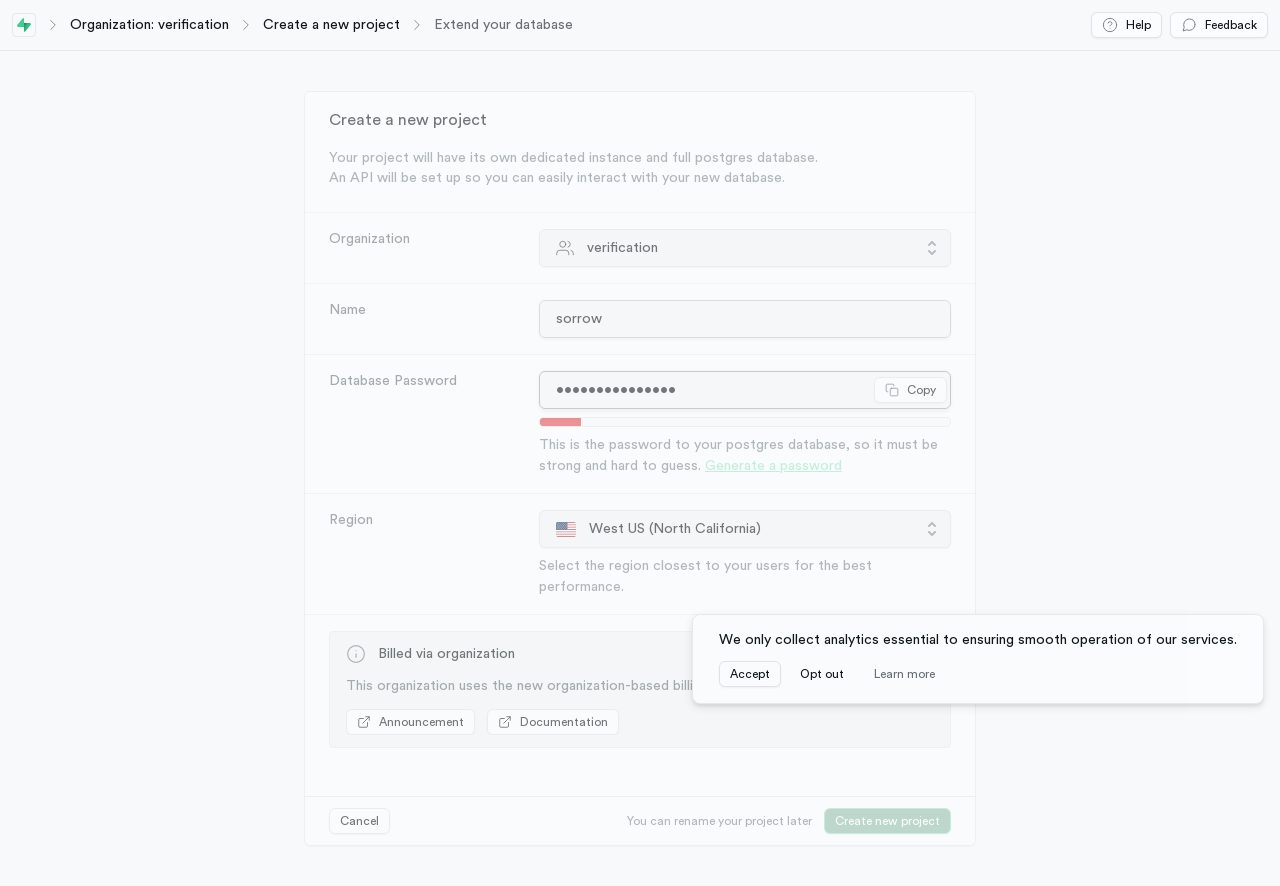 Organization: verification
Create a new project
Extend your database
Help
Feedback
Create a new project
Your project will have its own dedicated instance and full postgres database.
An API will be set up so you can easily interact with your new database.
Organization
verification
Name
sorrow
Database Password
•••••••••••••••
Copy
This is the password to your postgres database, so it must be
strong and hard to guess. Generate a password
Region
West US (North California)
Select the region closest to your users for the best
performance.
We only collect analytics essential to ensuring smooth operation of our services.
Accept
Opt out
Learn more
Billed via organization
This organization uses the new organization-based
Announcement
Documentation
Cancel
You can rename your project later
Create new project